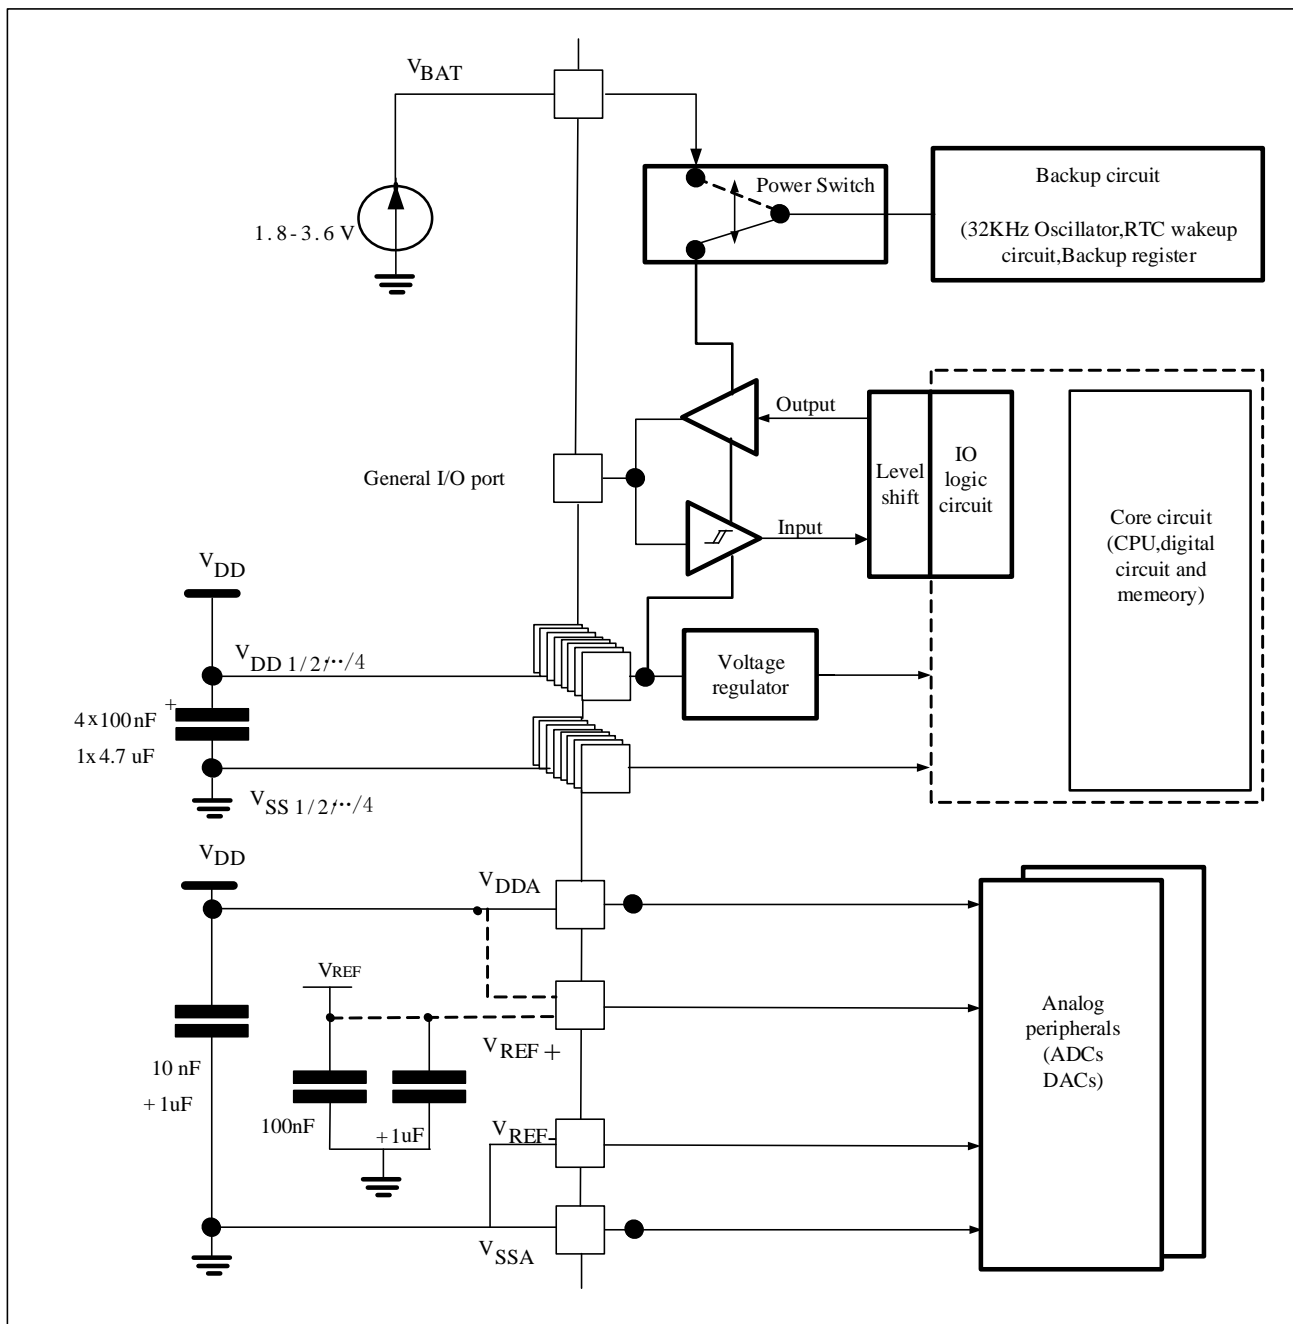 VBAT
Power Switch
Backup circuit
(32KHz Oscillator,RTC wakeup
circuit,Backup register
1.8-3.6 V
Output
General I/O port
Level
shift
IO
logic
circuit
Input
Core circuit
(CPU,digital
circuit and
memeory)
VDD
VDD 1/2/··/4
Voltage
regulator
+
4x100nF
1x 4.7 uF
VSS 1/2/··/4
VDD
VDDA
VREF
VREF +
Analog
peripherals
(ADCs
DACs)
10 nF
+1uF
100nF
+1uF
VREF-
VSSA